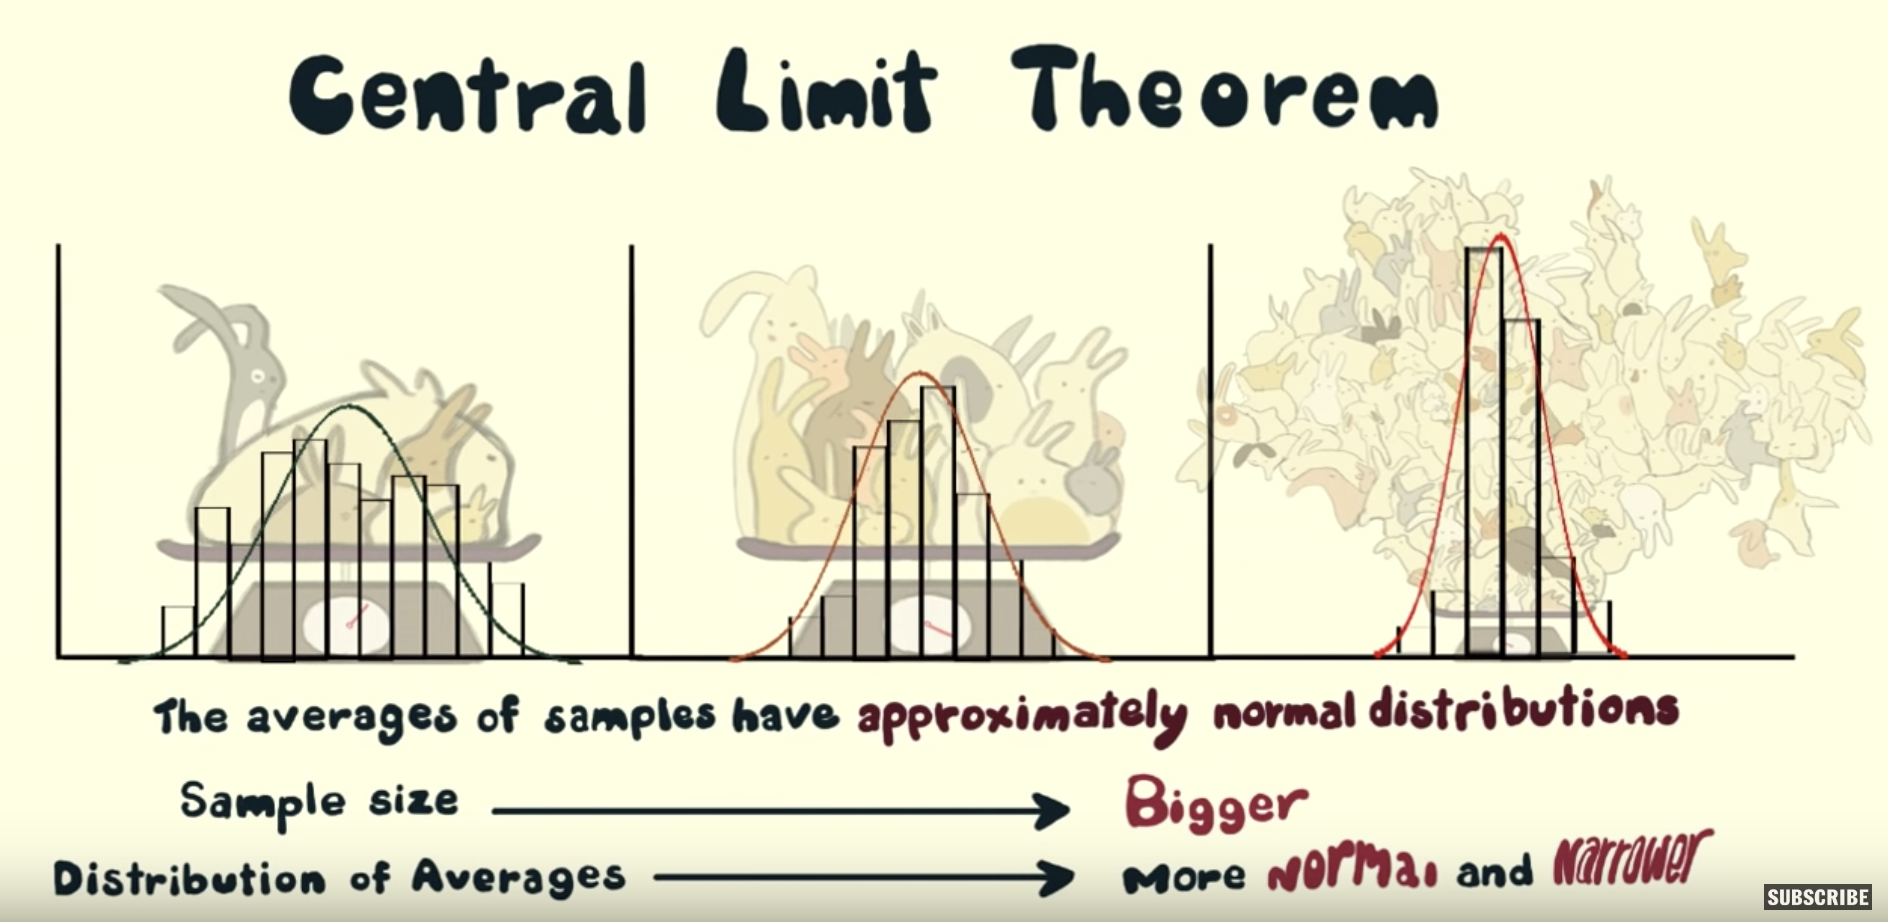 Central Limit Theorem
The averages of samples have approximately normal distributions
Sample size Bigger
Distribution of Averages More Normal and Narrower
SUBSCRIBE